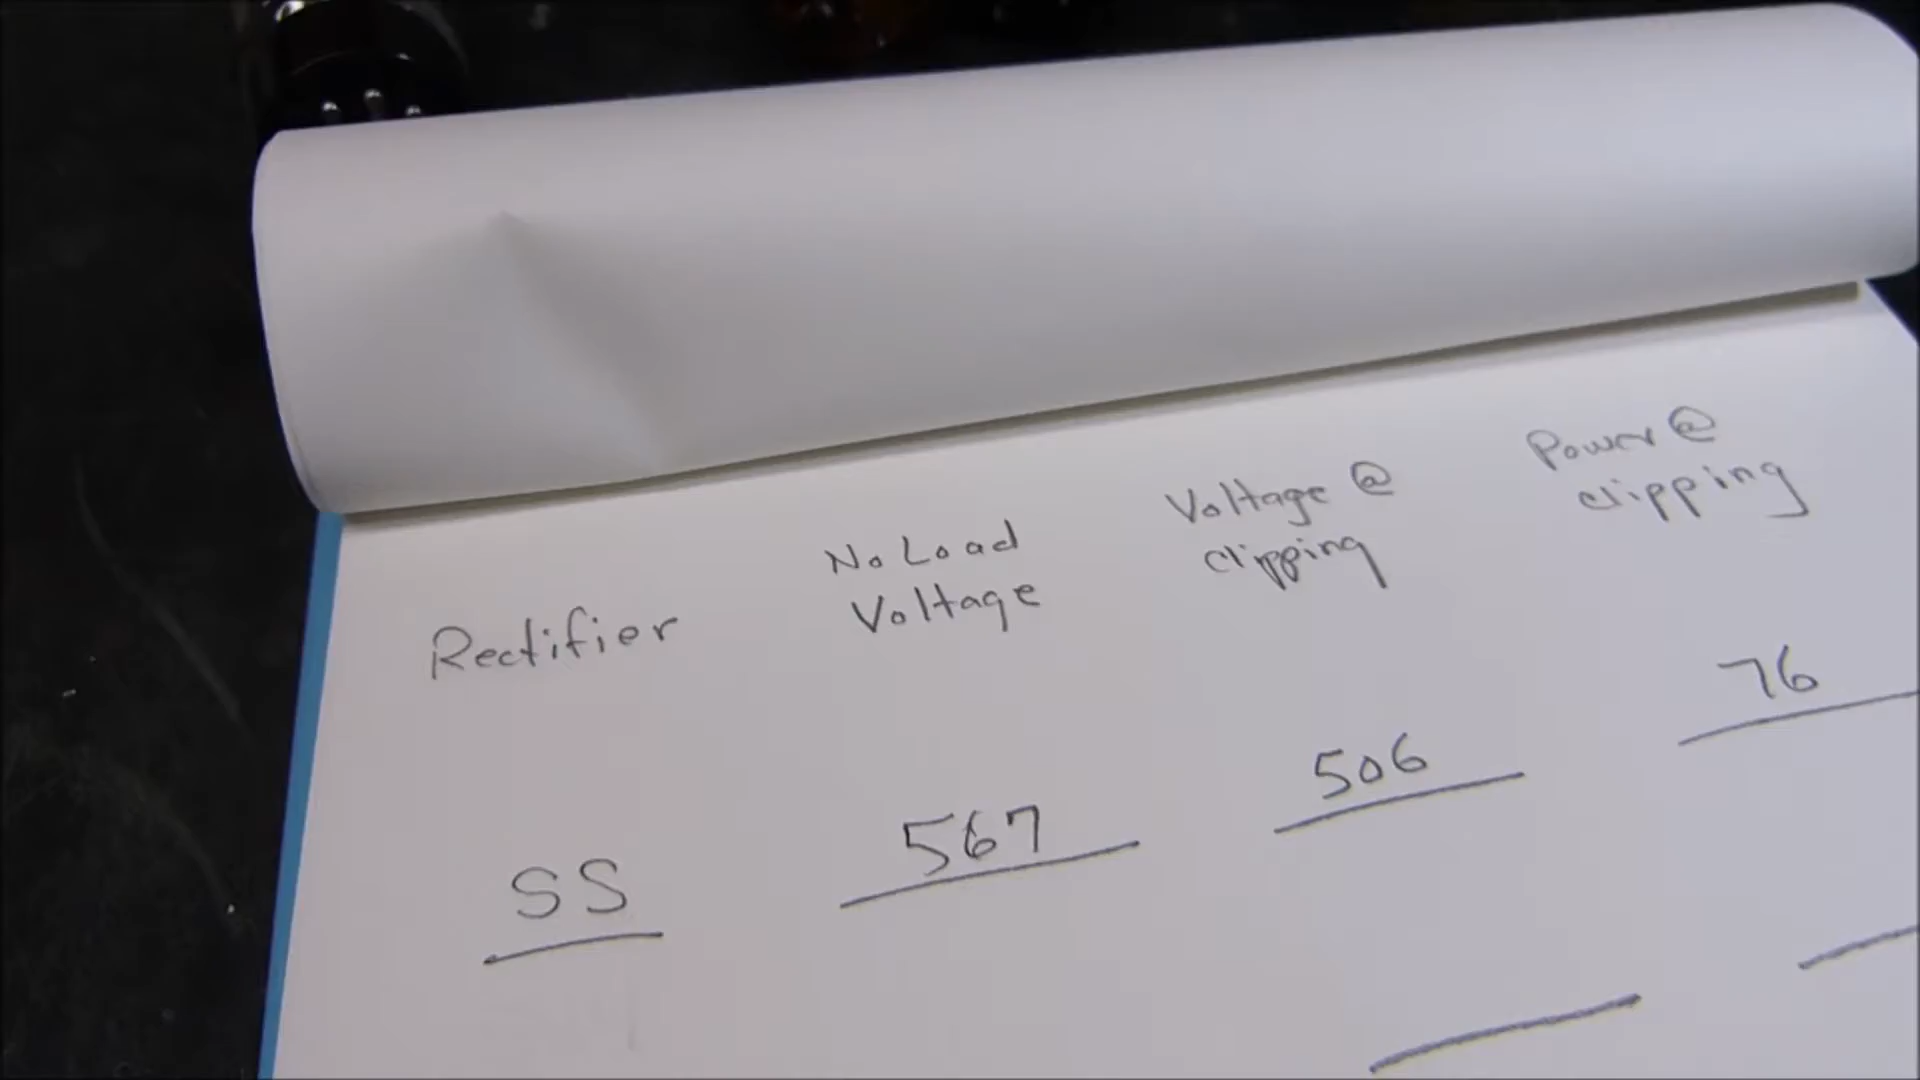 Rectifier
No Load
Voltage
Voltage @
clipping
Power @
clipping
SS
567
506
76